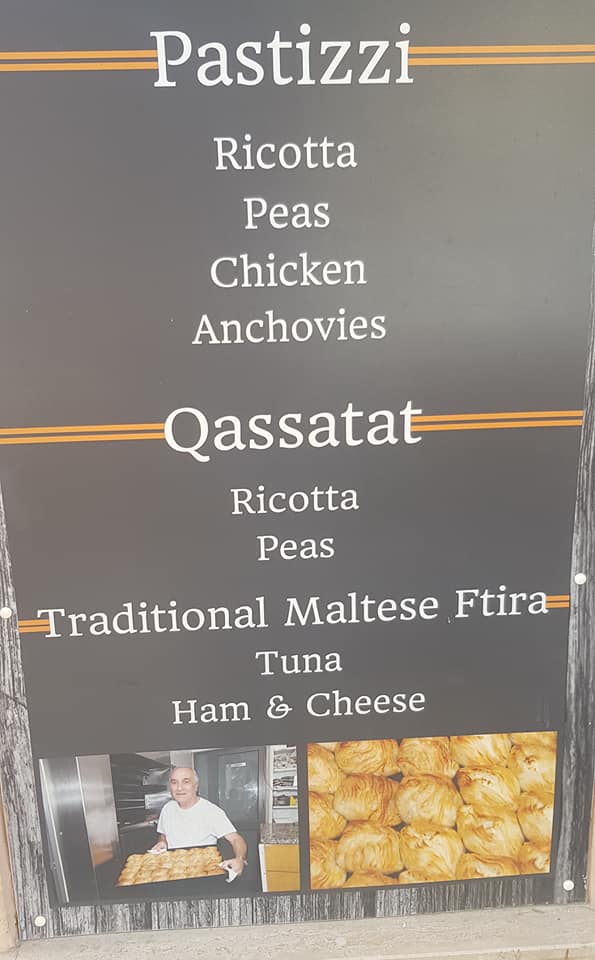 Pastizzi
Ricotta
Peas
Chicken
Anchovies
Qassatat
Ricotta
Peas
Traditional Maltese Ftira
Tuna
Ham & Cheese